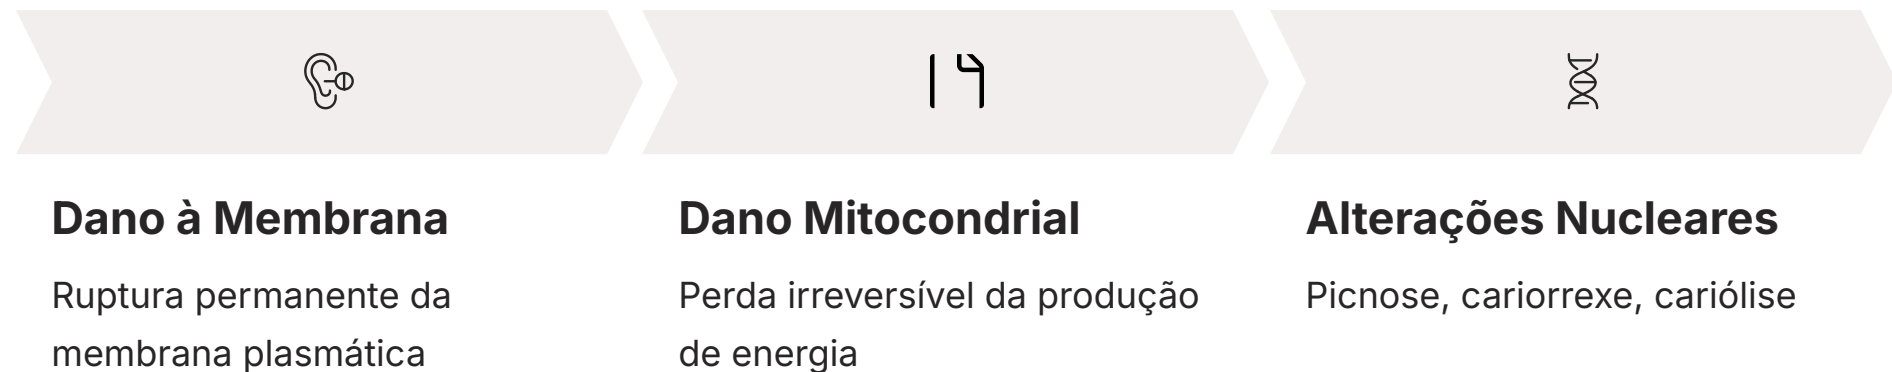 Dano à Membrana
Ruptura permanente da
membrana plasmática
Dano Mitocondrial
Perda irreversível da produção
de energia
Alterações Nucleares
Picnose, cariorrexe, cariólise